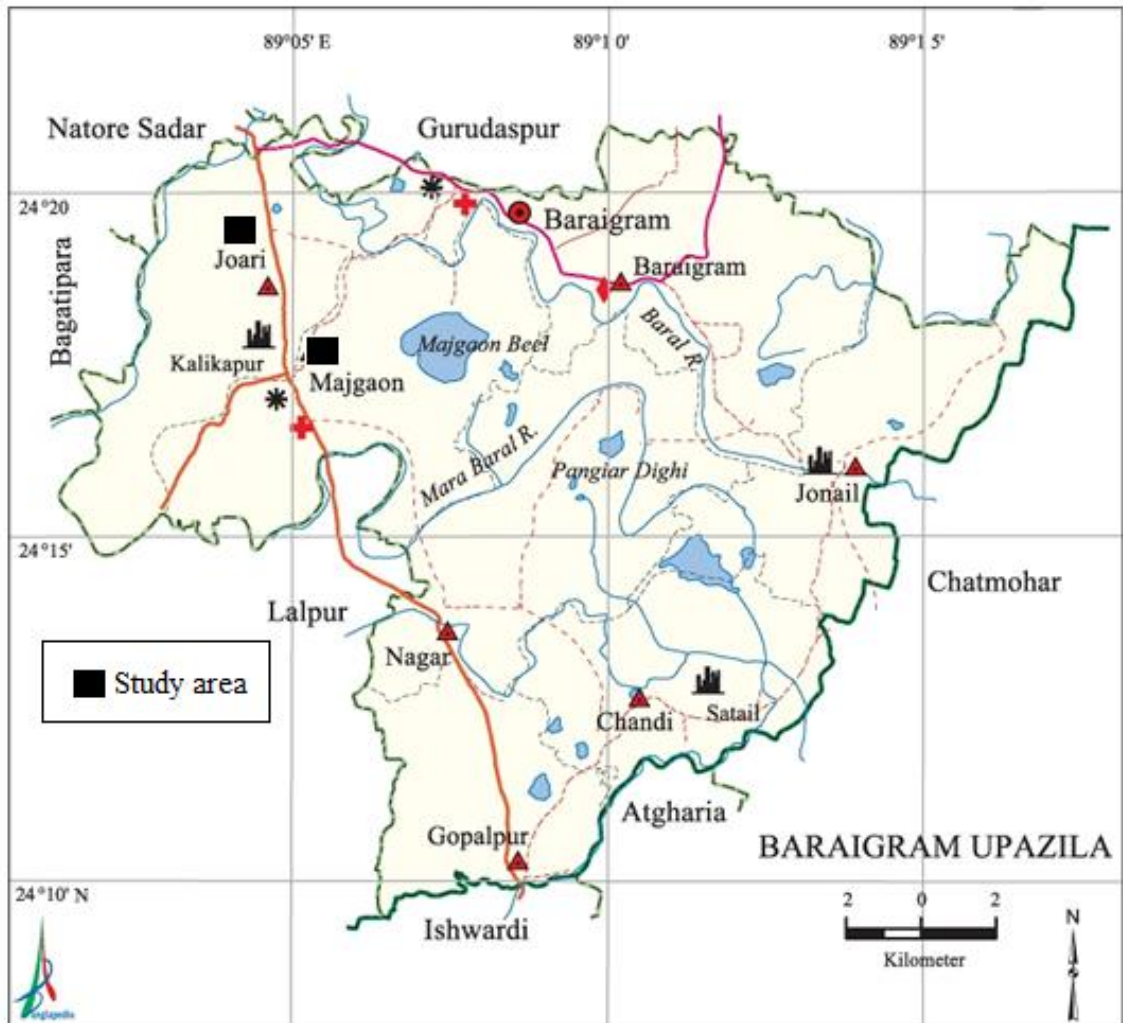 89°05' E
89°1 0'
89°1 5'
Natore Sadar
Gurudaspur
24°20
Baraigram
Joari
Baraigram
Bagatipara
Majgaon Beel
Baral R.
Kalikapur
Majgaon
Mara Baral R.
Pangiar Dighi
Jonail
24°15'
Chatmohar
Lalpur
Nagar
Study area
Chandi
Satail
Atgharia
Gopalpur
BARAIGRAM UPAZILA
24°10' N
Ishwardi
2 0 2
Kilometer
N
anglapedia